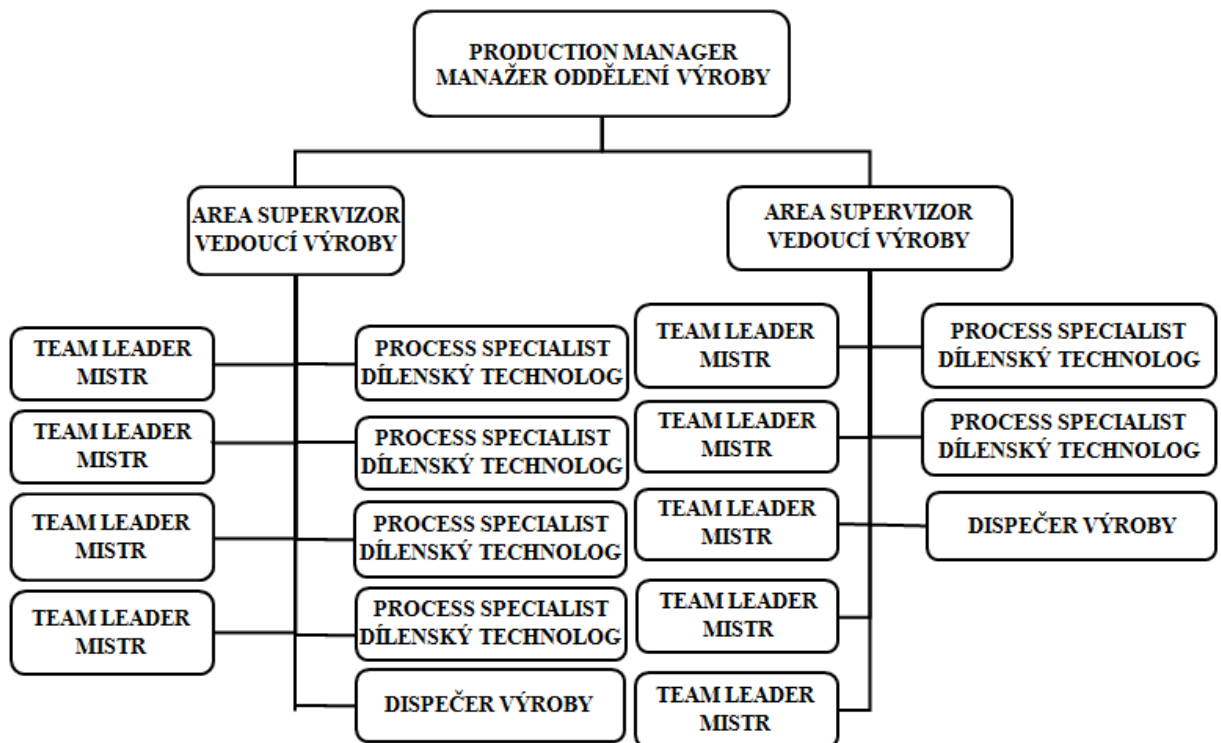 PRODUCTION MANAGER
MANAŽER ODDĚLENÍ VÝROBY
AREA SUPERVIZOR
VEDOUCÍ VÝROBY
AREA SUPERVIZOR
VEDOUCÍ VÝROBY
TEAM LEADER
MISTR
TEAM LEADER
MISTR
TEAM LEADER
MISTR
TEAM LEADER
MISTR
PROCESS SPECIALIST
DÍLENSKÝ TECHNOLOG
PROCESS SPECIALIST
DÍLENSKÝ TECHNOLOG
PROCESS SPECIALIST
DÍLENSKÝ TECHNOLOG
PROCESS SPECIALIST
DÍLENSKÝ TECHNOLOG
DISPEČER VÝROBY
TEAM LEADER
MISTR
TEAM LEADER
MISTR
TEAM LEADER
MISTR
TEAM LEADER
MISTR
TEAM LEADER
MISTR
PROCESS SPECIALIST
DÍLENSKÝ TECHNOLOG
PROCESS SPECIALIST
DÍLENSKÝ TECHNOLOG
DISPEČER VÝROBY